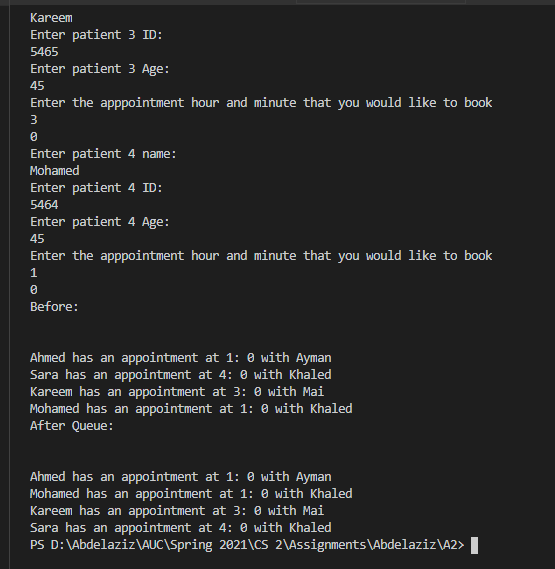 Kareem
Enter patient 3 ID:
5465
Enter patient 3 Age:
45
Enter the apppointment hour and minute that you would like to book
3
0
Enter patient 4 name:
Mohamed
Enter patient 4 ID:
5464
Enter patient 4 Age:
45
Enter the apppointment hour and minute that you would like to book
1
0
Before:
Ahmed has an appointment at 1: 0 with Ayman
Sara has an appointment at 4: 0 with Khaled
Kareem has an appointment at 3: 0 with Mai
Mohamed has an appointment at 1: 0 with Khaled
After Queue:
Ahmed has an appointment at 1: 0 with Ayman
Mohamed has an appointment at 1: 0 with Khaled
Kareem has an appointment at 3: 0 with Mai
Sara has an appointment at 4: 0 with Khaled
PS D:\Abdelaziz\AUC\Spring 2021\CS 2\Assignments\Abdelaziz\A2>